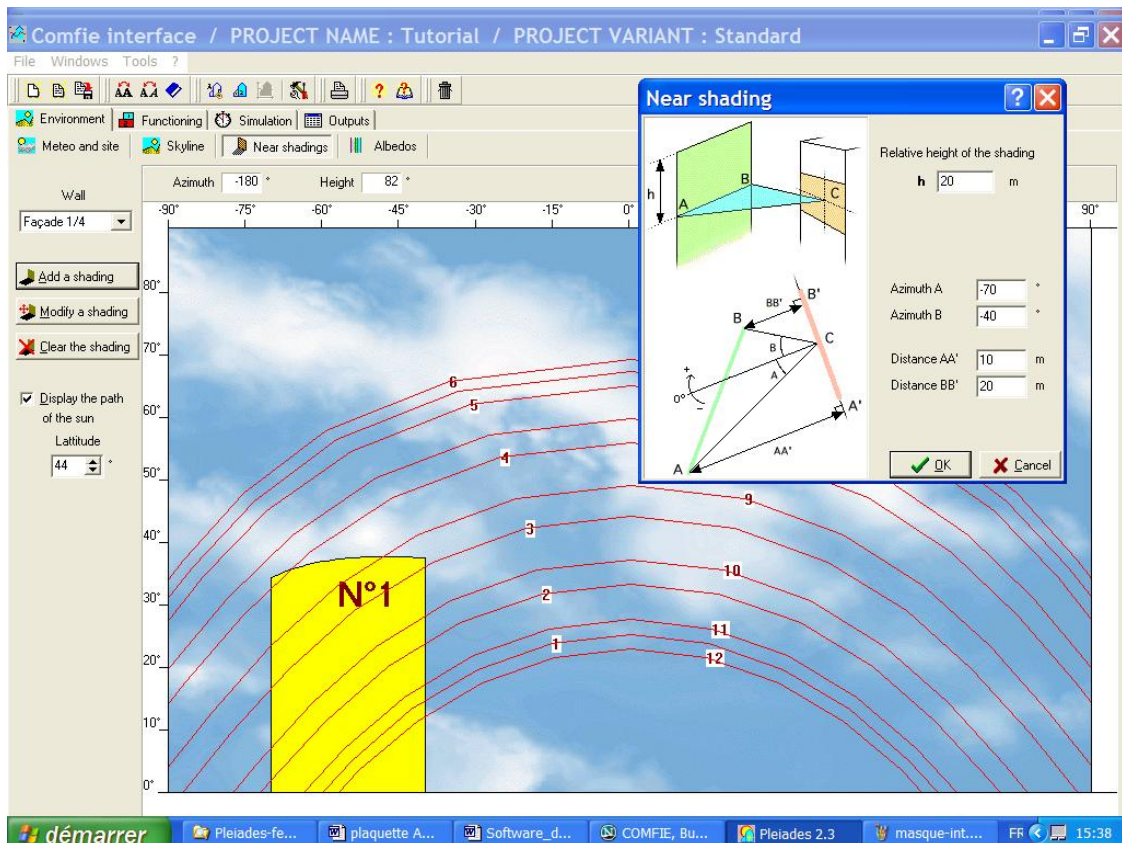 Comfie interface / PROJECT NAME : Tutorial / PROJECT VARIANT : Standard
File Windows Tools ?
Environment Functioning Simulation Outputs
Meteo and site Skyline Near shadings Albedos
Wall
Façade 1/4
Add a shading
Modify a shading
Clear the shading
Display the path
of the sun
Lattitude
44 °
Azimuth -180 ° Height 82 °
-90° -75° -60° -45° -30° -15° 0° 90°
80°
70°
60°
50°
40°
30°
20°
10°
0°
6
5
4
9
3
10
2
11
1
12
N°1
Near shading
h
A
B
C
Relative height of the shading
h 20 m
B
BB'
B'
C
B
A
+
0°
-
A'
AA'
A
Azimuth A -70 °
Azimuth B -40 °
Distance AA' 10 m
Distance BB' 20 m
OK Cancel
démarrer Pleiades-fe... plaquette A... Software_d... COMFIE, Bu... Pleiades 2.3 masque-int.... FR 15:38